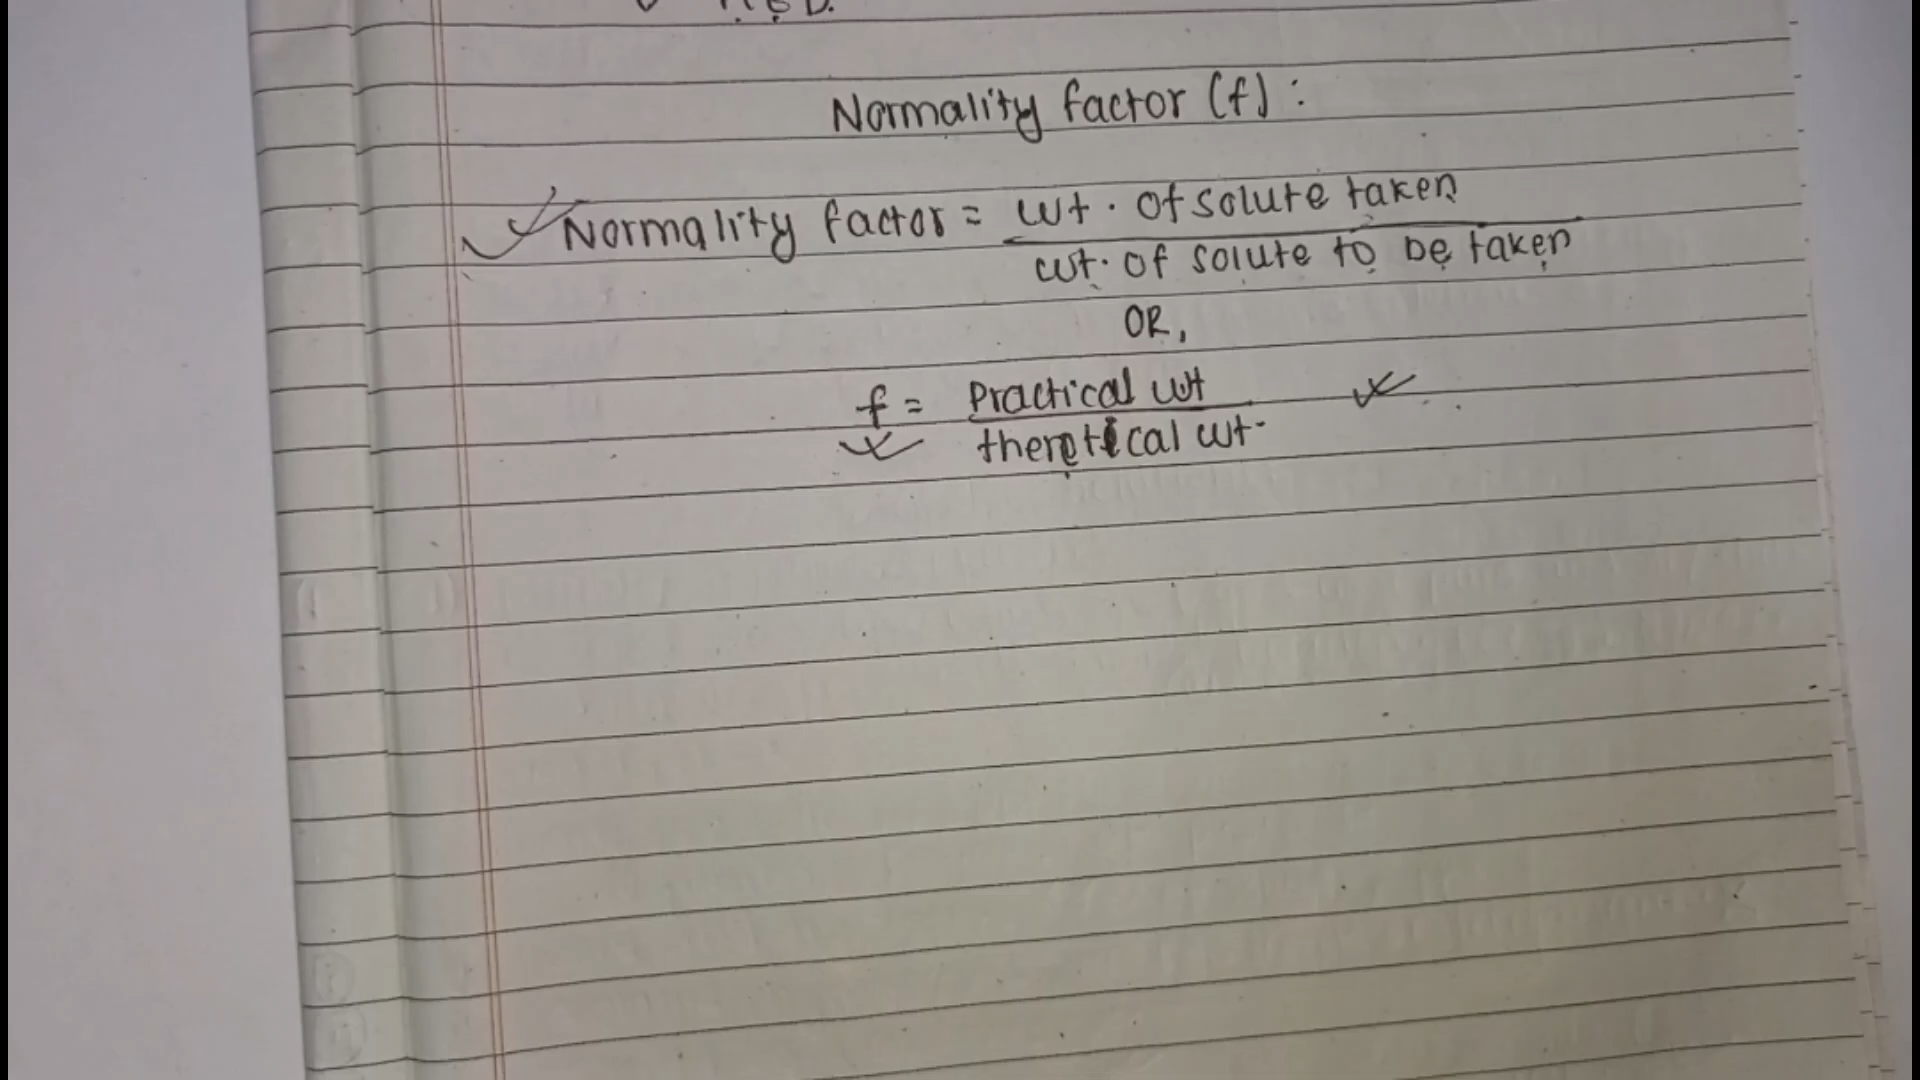 Normality factor (f) :
Normality factor = wt. of solute taken
wt. of solute to be taken
OR,
f = Practical wt
theretical wt.